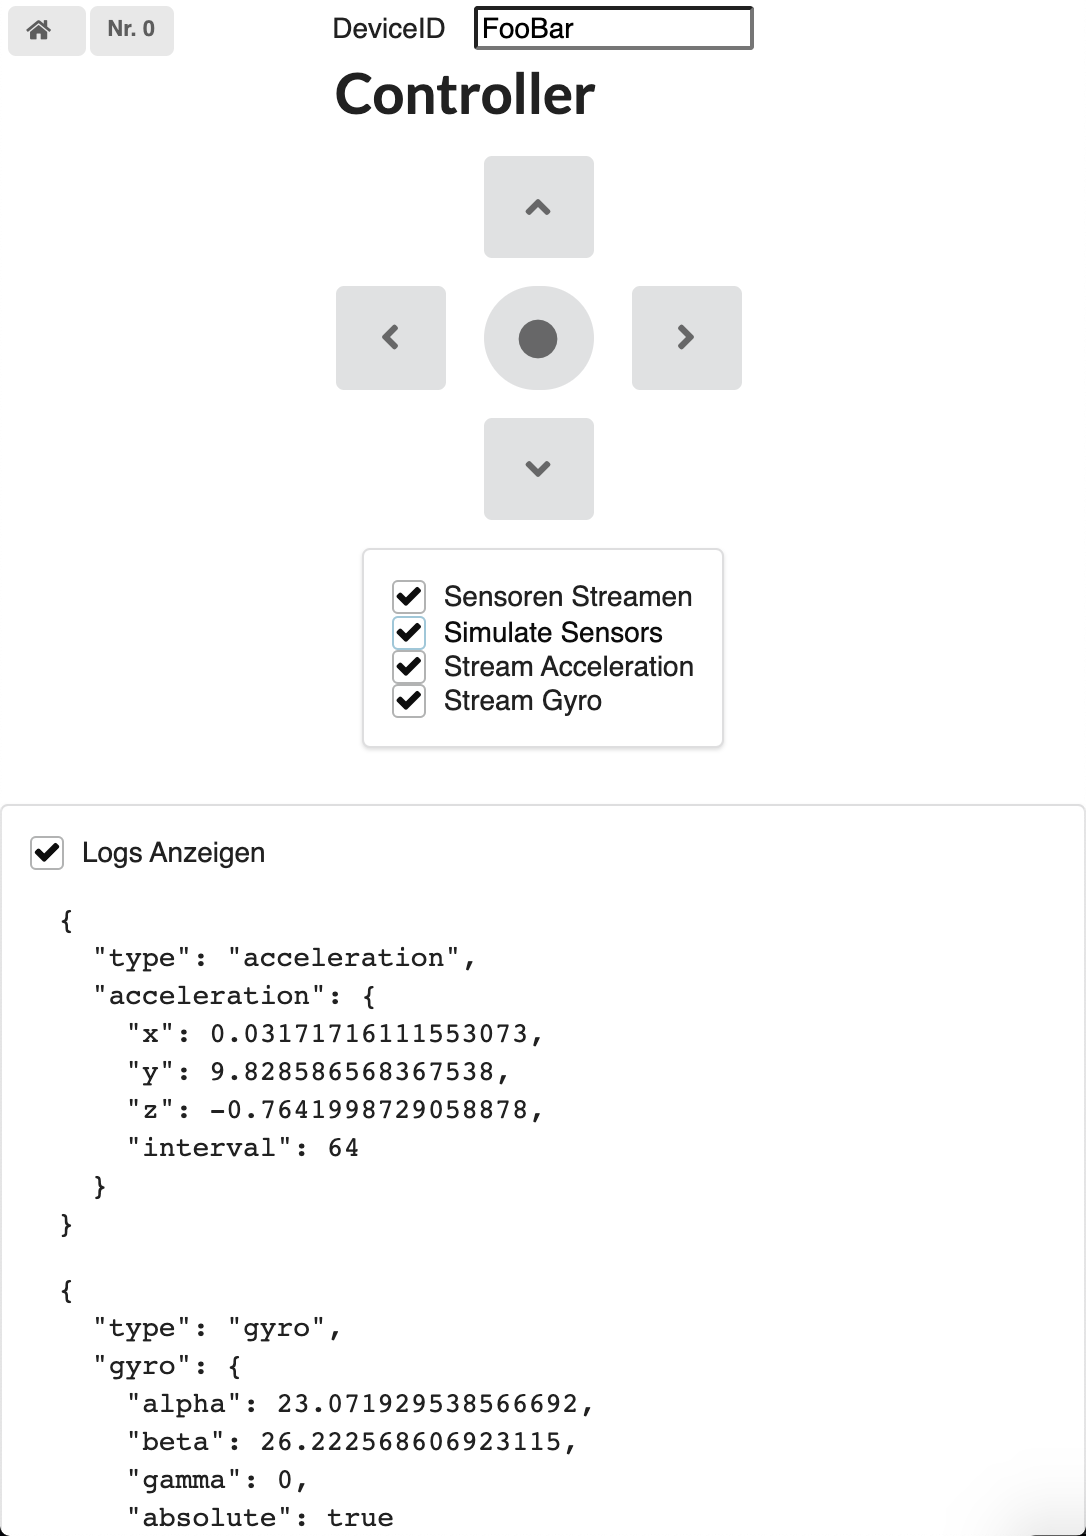 Nr. 0
DeviceID FooBar
Controller
Sensoren Streamen
Simulate Sensors
Stream Acceleration
Stream Gyro
Logs Anzeigen
{
"type": "acceleration",
"acceleration": {
"x": 0.03171716111553073,
"y": 9.828586568367538,
"z": -0.7641998729058878,
"interval": 64
}
}
{
"type": "gyro",
"gyro": {
"alpha": 23.071929538566692,
"beta": 26.222568606923115,
"gamma": 0,
"absolute": true